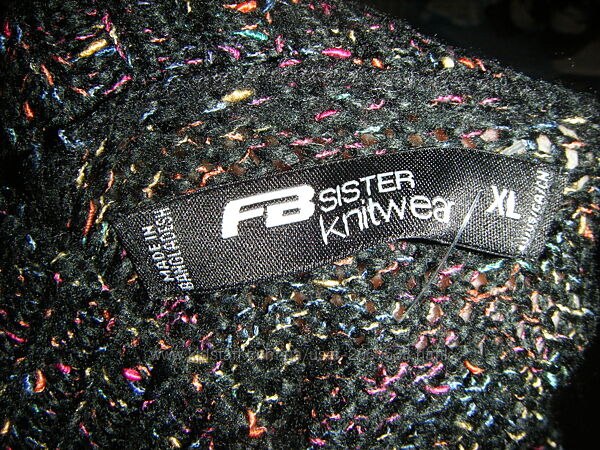 MADE IN
BANGLADESH
FB SISTER
Knitwear
XL